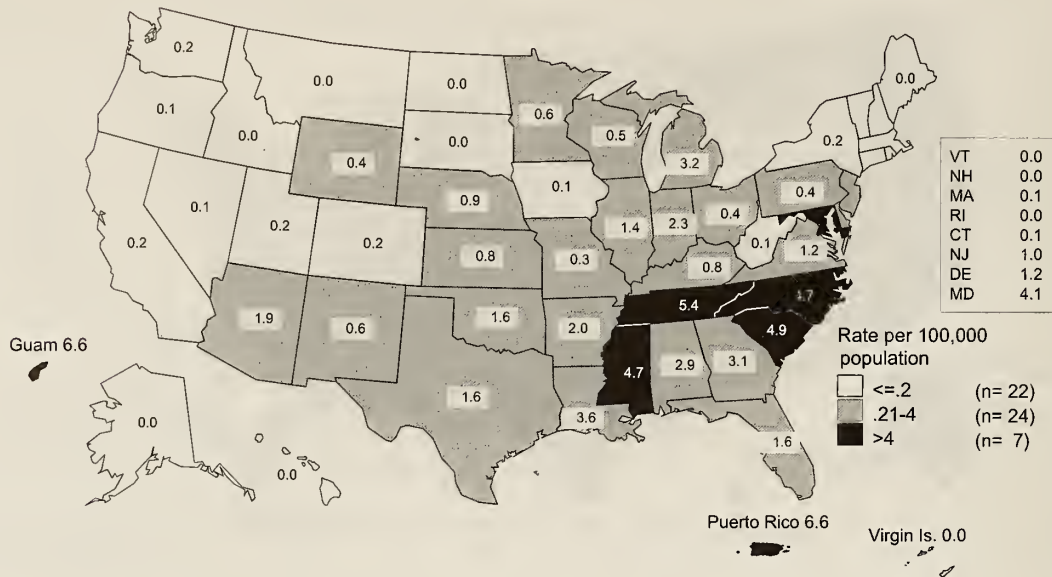 0.2
0.0
0.0
0.0
0.1
0.0
0.6
0.5
0.2
0.0
0.4
3.2
0.1
0.9
0.4
0.1
0.2
0.2
1.4
2.3
0.4
0.1
1.2
0.2
0.8
0.3
0.8
1.9
0.6
1.6
2.0
5.4
4.9
1.6
4.7
2.9
3.1
3.6
1.6
0.0
0.0
VT 0.0
NH 0.0
MA 0.1
RI 0.0
CT 0.1
NJ 1.0
DE 1.2
MD 4.1
Guam 6.6
Rate per 100,000
population
<=.2 (n= 22)
.21-4 (n= 24)
>4 (n= 7)
Puerto Rico 6.6
Virgin Is. 0.0